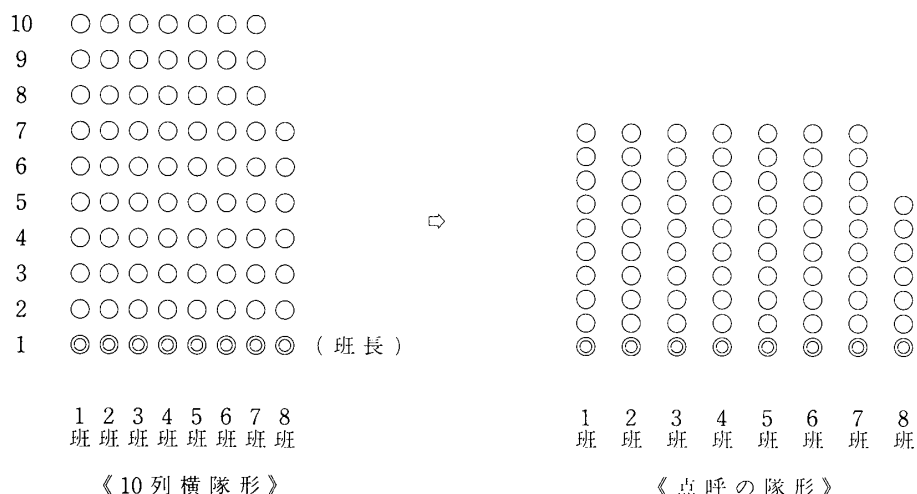 10
9
8
7
6
5
4
3
2
1 (班長)
1 2 3 4 5 6 7 8
班 班 班 班 班 班 班 班
《10列横隊形》
1 2 3 4 5 6 7 8
班 班 班 班 班 班 班 班
《点呼の隊形》